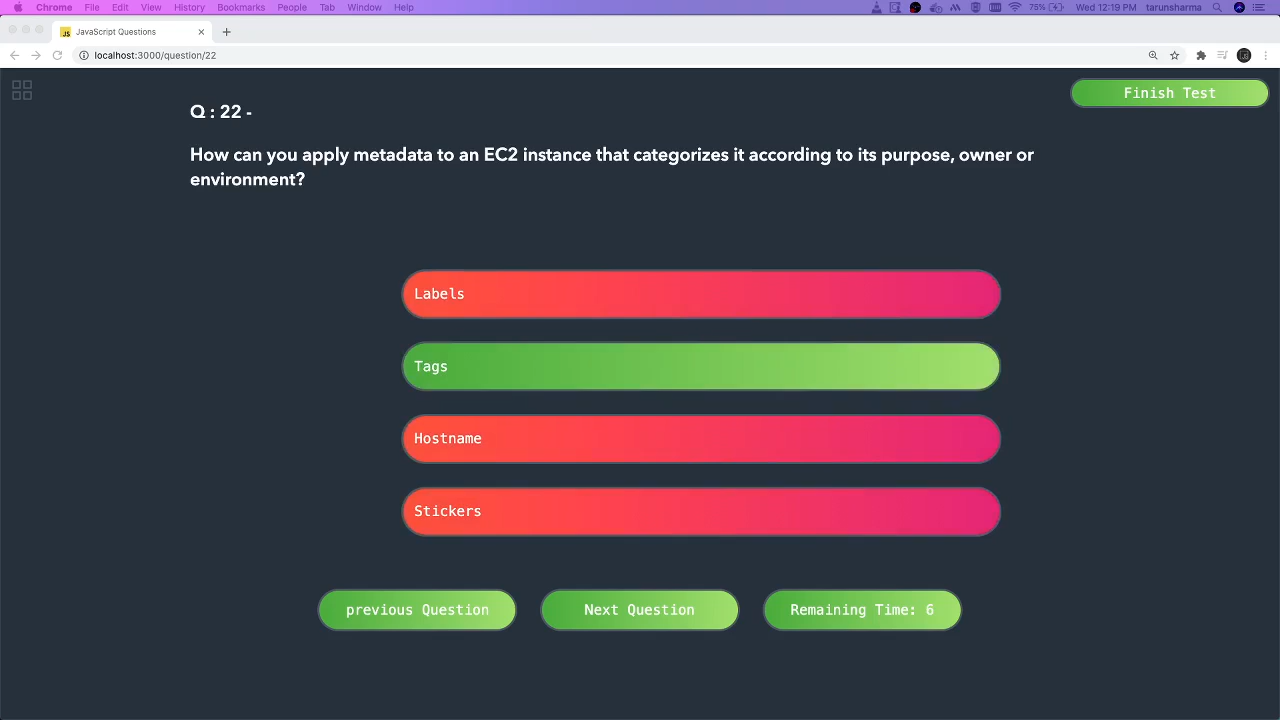 Chrome File Edit View History Bookmarks People Tab Window Help 75% Wed 12:19 PM tarunsharma
JS JavaScript Questions
localhost:3000/question/22
Finish Test
Q : 22 -
How can you apply metadata to an EC2 instance that categorizes it according to its purpose, owner or
environment?
Labels
Tags
Hostname
Stickers
previous Question Next Question Remaining Time: 6